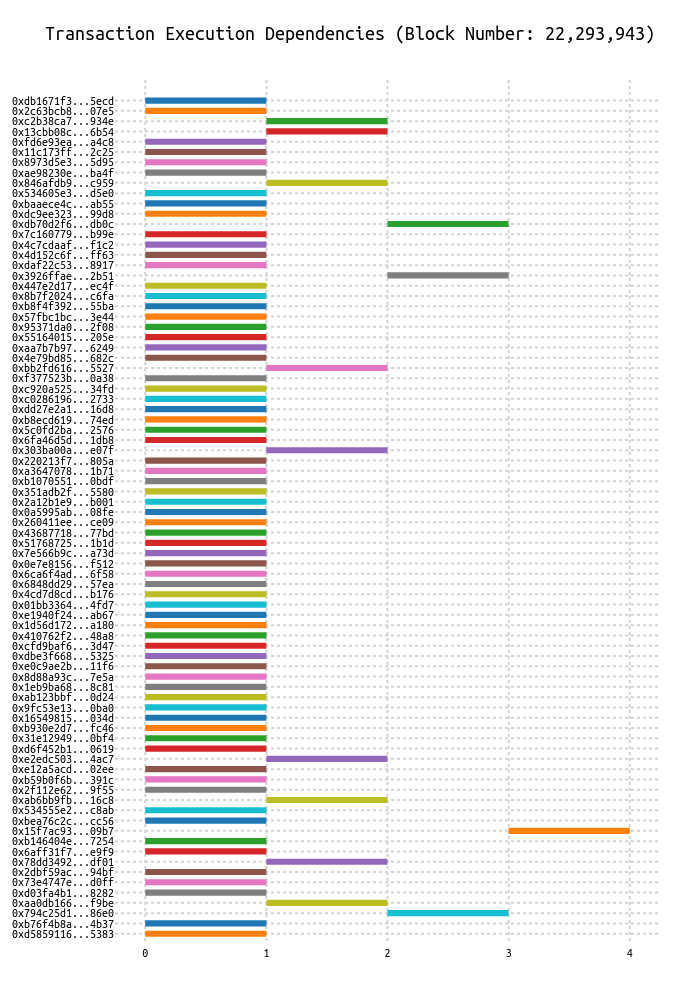 Transaction Execution Dependencies (Block Number: 22,293,943)
0xdb1671f3...5ecd
0x2c63bcb8...07e5
0xc2b38ca7...934e
0x13cbb08c...6b54
0xfd6e93ea...a4c8
0x11c173ff...2c25
0x8973d5e3...5d95
0xae98230e...ba4f
0x846afdb9...c959
0x534605e3...d5e0
0xbaaece4c...ab55
0xdc9ee323...99d8
0xdb70d2f6...db0c
0x7c160779...b99e
0x4c7cdaaf...f1c2
0x4d152c6f...ff63
0xdaf22c53...8917
0x3926ffae...2b51
0x447e2d17...ec4f
0x8b7f2024...c6fa
0xb8f4f392...55ba
0x57fbc1bc...3e44
0x95371da0...2f08
0x55164015...205e
0xaa7b7b97...6249
0x4e79bd85...682c
0xbb2fd616...5527
0xf377523b...0a38
0xc920a525...34fd
0xc0286196...2733
0xdd27e2a1...16d8
0xb8ecd619...74ed
0x5c0fd2ba...2576
0x6fa46d5d...1db8
0x303ba00a...e07f
0x220213f7...805a
0xa3647078...1b71
0xb1070551...0bdf
0x351adb2f...5580
0x2a12b1e9...b001
0x0a5995ab...08fe
0x260411ee...ce09
0x43687718...77bd
0x51768725...1b1d
0x7e566b9c...a73d
0x0e7e8156...f512
0x6ca6f4ad...6f58
0x6848dd29...57ea
0x4cd7d8cd...b176
0x01bb3364...4fd7
0xe1940f24...ab67
0x1d56d172...a180
0x410762f2...48a8
0xcfd9baf6...3d47
0xdbe3f668...5325
0xe0c9ae2b...11f6
0x8d88a93c...7e5a
0x1eb9ba68...8c81
0xab123bbf...0d24
0x9fc53e13...0ba0
0x16549815...034d
0xb930e2d7...fc46
0x31e12949...0bf4
0xd6f452b1...0619
0xe2edc503...4ac7
0xe12a5acd...02ee
0xb59b0f6b...391c
0x2f112e62...9f55
0xab6bb9fb...16c8
0x534555e2...c8ab
0xbea76c2c...cc56
0x15f7ac93...09b7
0xb146404e...7254
0x6aff31f7...e9f9
0x78dd3492...df01
0x2dbf59ac...94bf
0x73e4747e...d0ff
0xd03fa4b1...8282
0xaa0db166...f9be
0x794c25d1...86e0
0xb76f4b8a...4b37
0xd5859116...5383
0 1 2 3 4